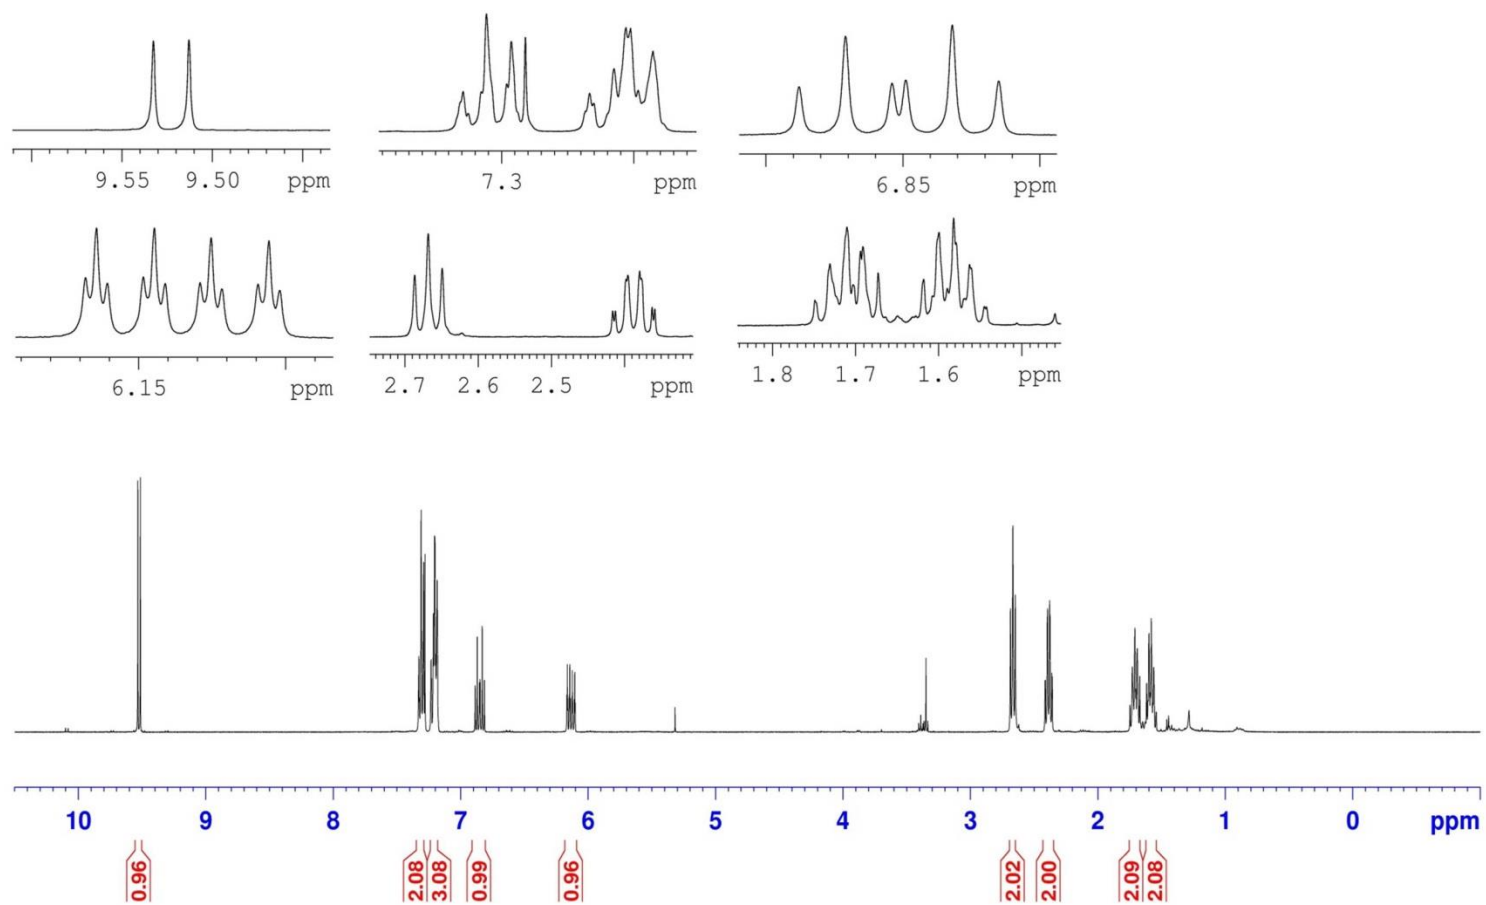 9.55 9.50 ppm
7.3 ppm
6.85 ppm
6.15 ppm
2.7 2.6 2.5 ppm
1.8 1.7 1.6 ppm
10 9 8 7 6 5 4 3 2 1 0 ppm
0.96 2.08 3.08 0.99 0.96 2.02 2.00 2.09 2.08